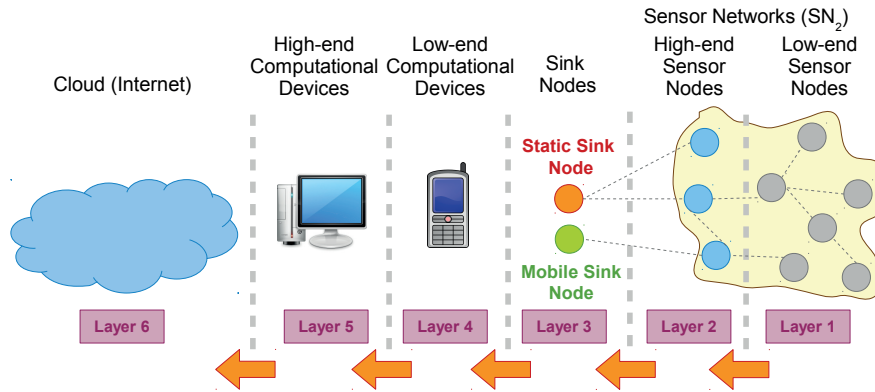 Sensor Networks (SN2)
Cloud (Internet)
High-end
Computational
Devices
Low-end
Computational
Devices
Sink
Nodes
High-end
Sensor
Nodes
Low-end
Sensor
Nodes
Static Sink
Node
Mobile Sink
Node
Layer 6
Layer 5
Layer 4
Layer 3
Layer 2
Layer 1